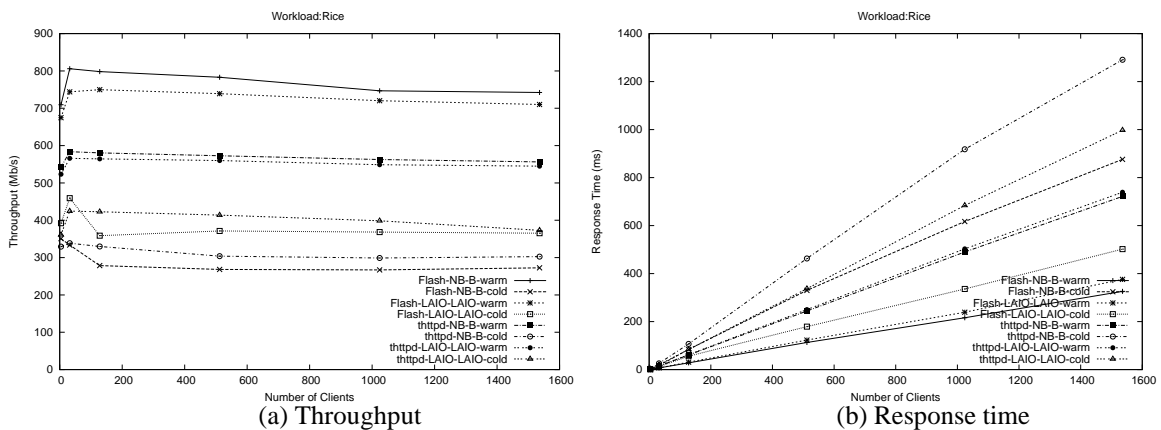 Workload:Rice
900
800
700
600
500
400
300
200
100
0
0 200 400 600 800 1000 1200 1400 1600
Throughput (Mb/s)
Number of Clients
Flash-NB-B-warm
Flash-NB-B-cold
Flash-LAIO-LAIO-warm
Flash-LAIO-LAIO-cold
thttpd-NB-B-warm
thttpd-NB-B-cold
thttpd-LAIO-LAIO-warm
thttpd-LAIO-LAIO-cold
(a) Throughput
Workload:Rice
1400
1200
1000
800
600
400
200
0
0 200 400 600 800 1000 1200 1400 1600
Response Time (ms)
Number of Clients
Flash-NB-B-warm
Flash-NB-B-cold
Flash-LAIO-LAIO-warm
Flash-LAIO-LAIO-cold
thttpd-NB-B-warm
thttpd-NB-B-cold
thttpd-LAIO-LAIO-warm
thttpd-LAIO-LAIO-cold
(b) Response time